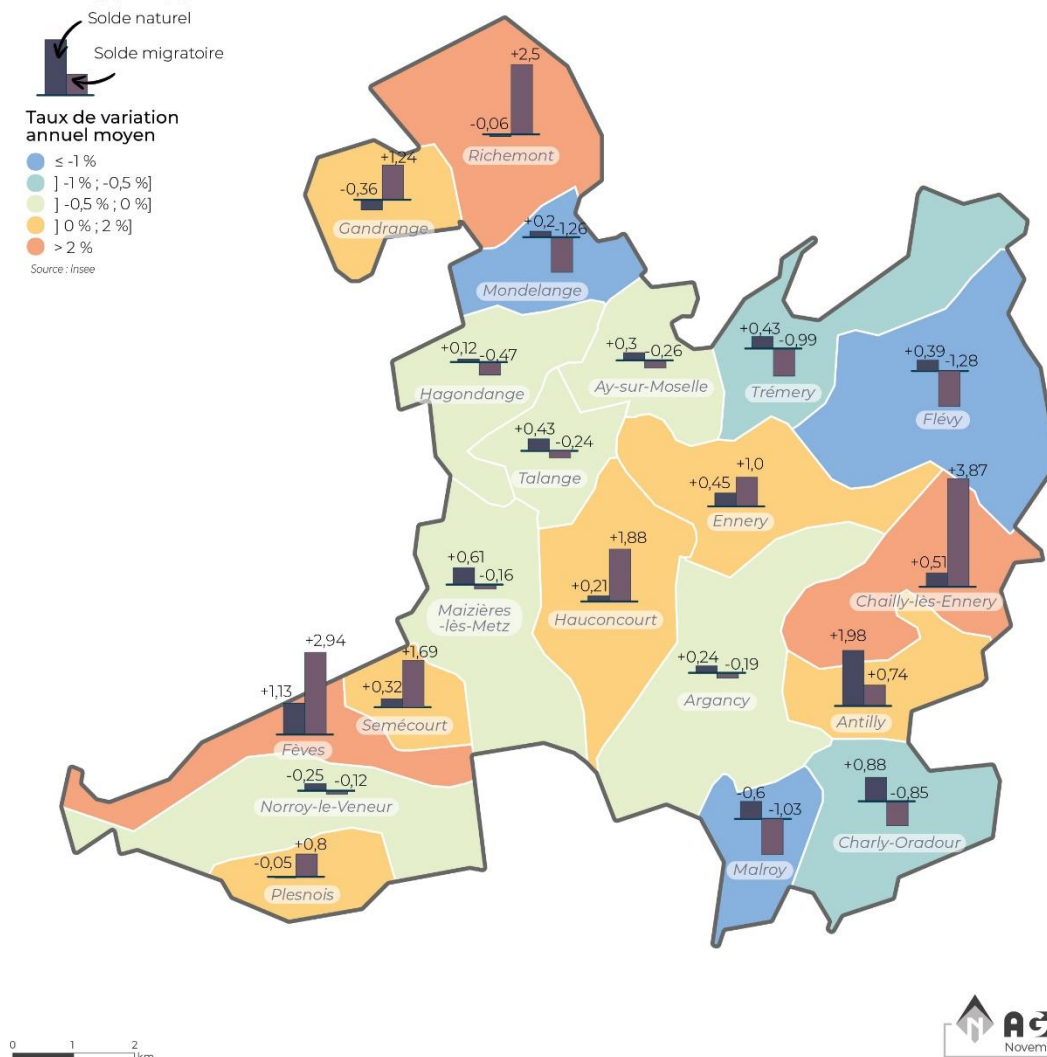 Solde naturel
Solde migratoire
Taux de variation
annuel moyen
≤ -1 %
] -1 % ; -0,5 %]
] -0,5 % ; 0 %]
] 0 % ; 2 %]
> 2 %
Source : Insee
+2,5
-0,06
Richemont
+1,24
-0,36
Gandrange
+0,2
-1,26
Mondelange
+0,12
-0,47
Hagondange
+0,3
-0,26
Ay-sur-Moselle
+0,43
-0,99
Trémery
+0,39
-1,28
Flévy
+0,43
-0,24
Talange
+1,0
+0,45
Ennery
+3,87
+0,51
Chailly-lès-Ennery
+0,61
-0,16
Maizières
-lès-Metz
+1,88
+0,21
Hauconcourt
+2,94
+1,13
Fèves
+1,69
+0,32
Semécourt
+0,24
-0,19
Argancy
+1,98
+0,74
Antilly
-0,25
-0,12
Norroy-le-Veneur
+0,8
-0,05
Plesnois
-0,6
-1,03
Malroy
+0,88
-0,85
Charly-Oradour
0 1 2
km
N
AG
Novem